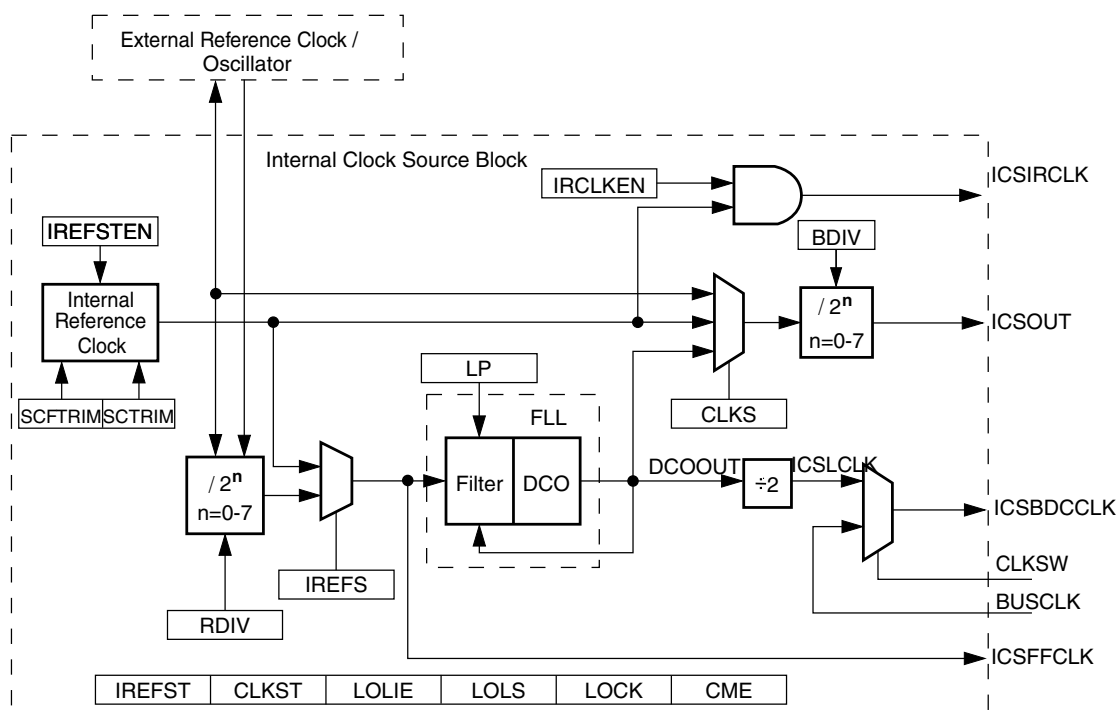 External Reference Clock /
Oscillator
Internal Clock Source Block
IRCLKEN
ICSIRCLK
IREFSTEN
BDIV
Internal
Reference
Clock
/ 2ⁿ
n=0-7
ICSOUT
LP
SCFTRIM SCTRIM
CLKS
FLL
/ 2ⁿ
n=0-7
Filter
DCO
DCOOUT
÷2
ICSLCLK
ICSBDCCLK
IREFS
CLKSW
RDIV
BUSCLK
ICSFFCLK
IREFST CLKST LOLIE LOLS LOCK CME